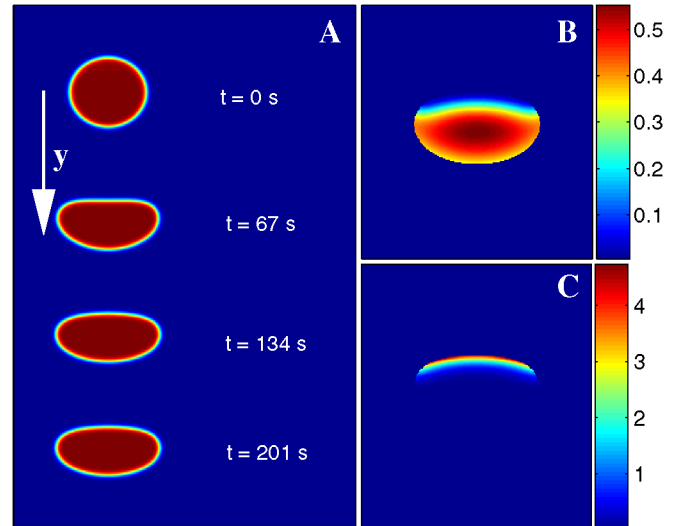 A
t = 0 s
y
t = 67 s
t = 134 s
t = 201 s
B
0.5
0.4
0.3
0.2
0.1
C
4
3
2
1